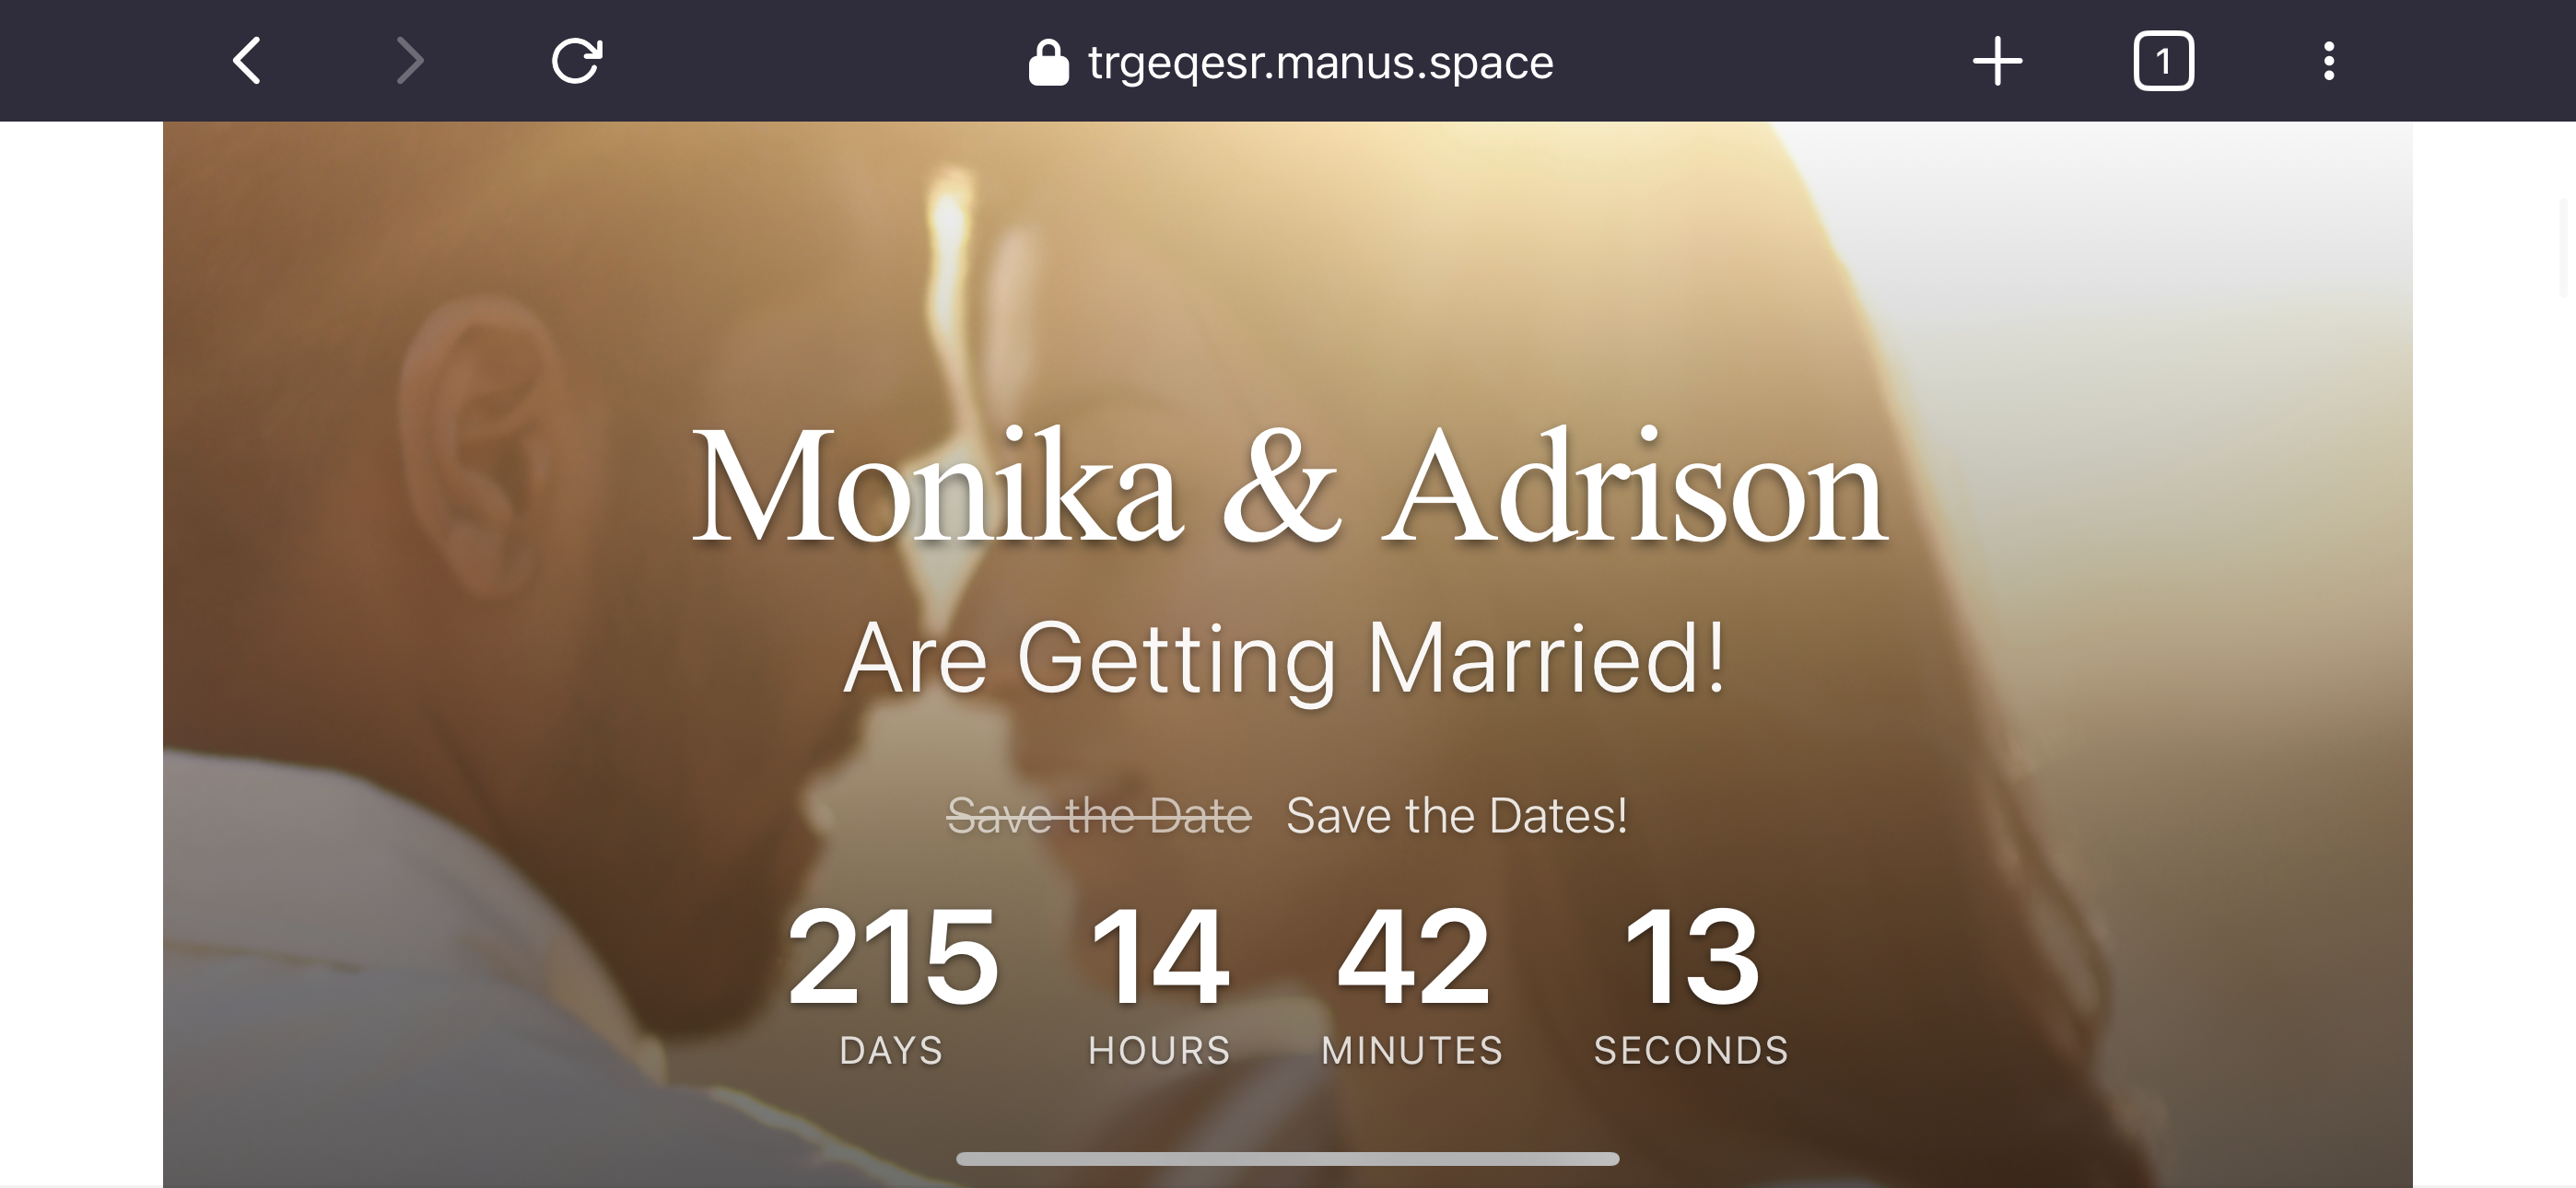 trgeqesr.manus.space
1
Monika & Adrison
Are Getting Married!
Save the Date Save the Dates!
215 14 42 13
DAYS HOURS MINUTES SECONDS